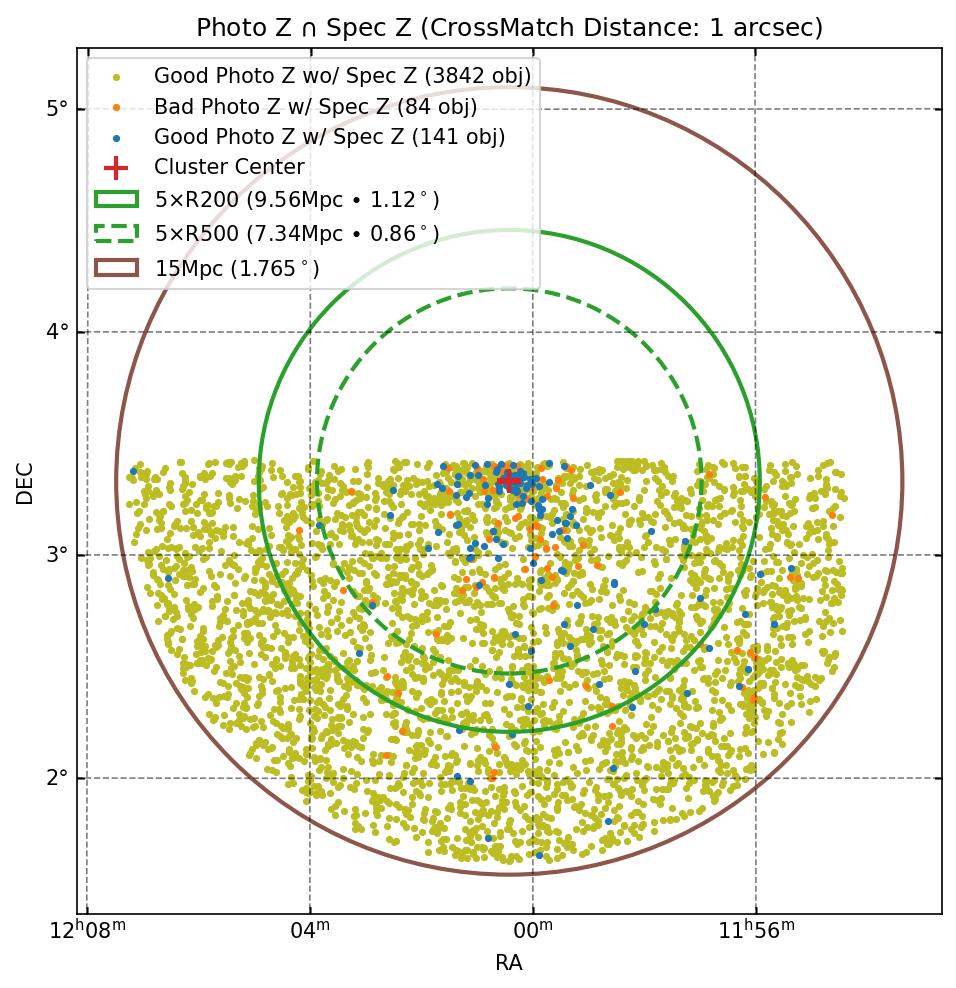 Photo Z ∩ Spec Z (CrossMatch Distance: 1 arcsec)
Good Photo Z wo/ Spec Z (3842 obj)
Bad Photo Z w/ Spec Z (84 obj)
Good Photo Z w/ Spec Z (141 obj)
Cluster Center
5×R200 (9.56Mpc • 1.12°)
5×R500 (7.34Mpc • 0.86°)
15Mpc (1.765°)
5°
4°
3°
2°
DEC
12ʰ08ᵐ 04ᵐ 00ᵐ 11ʰ56ᵐ
RA